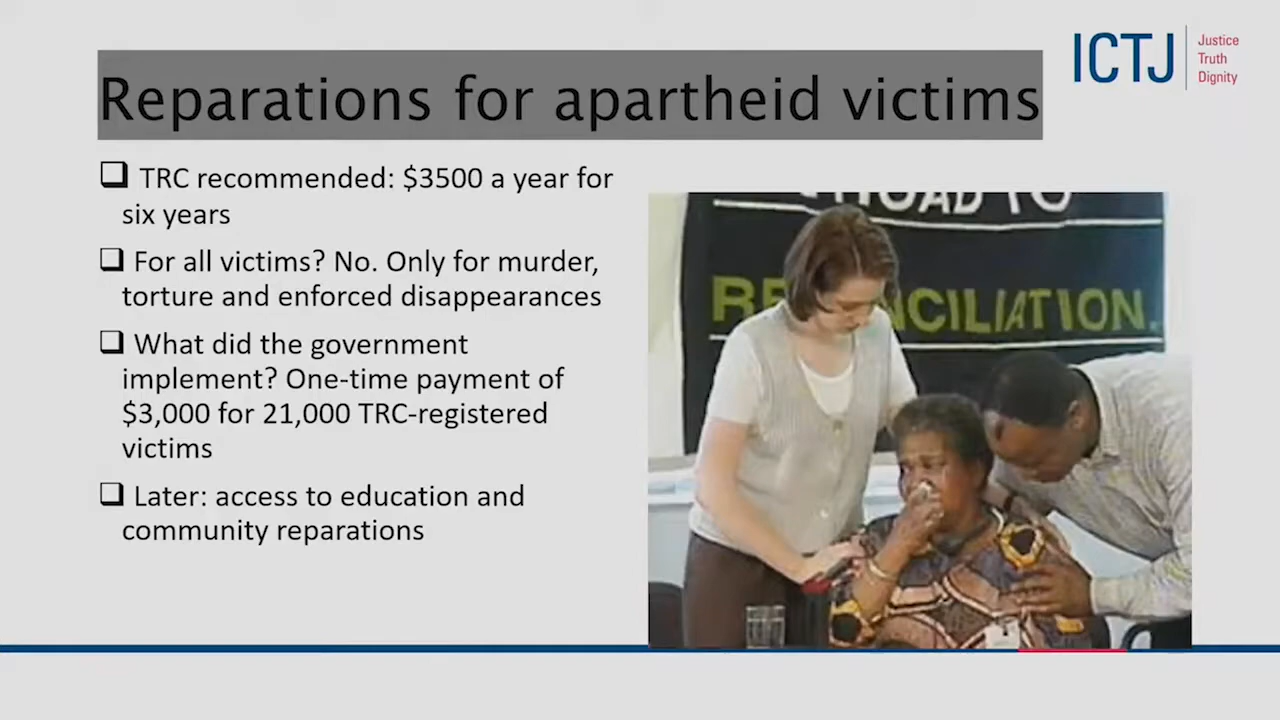 Reparations for apartheid victims
ICTJ
Justice
Truth
Dignity
TRC recommended: $3500 a year for
six years
For all victims? No. Only for murder,
torture and enforced disappearances
What did the government
implement? One-time payment of
$3,000 for 21,000 TRC-registered
victims
Later: access to education and
community reparations
ROAD TO
RECONCILIATION.